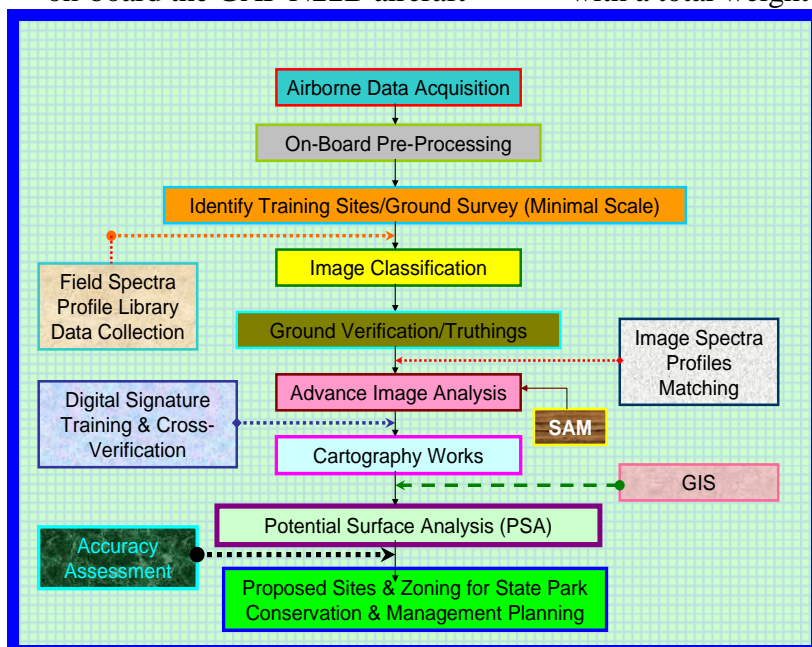 Airborne Data Acquisition
On-Board Pre-Processing
Identify Training Sites/Ground Survey (Minimal Scale)
Image Classification
Field Spectra
Profile Library
Data Collection
Ground Verification/Truthings
Image Spectra
Profiles
Matching
Advance Image Analysis
Digital Signature
Training & Cross-
Verification
SAM
Cartography Works
GIS
Potential Surface Analysis (PSA)
Accuracy
Assessment
Proposed Sites & Zoning for State Park
Conservation & Management Planning